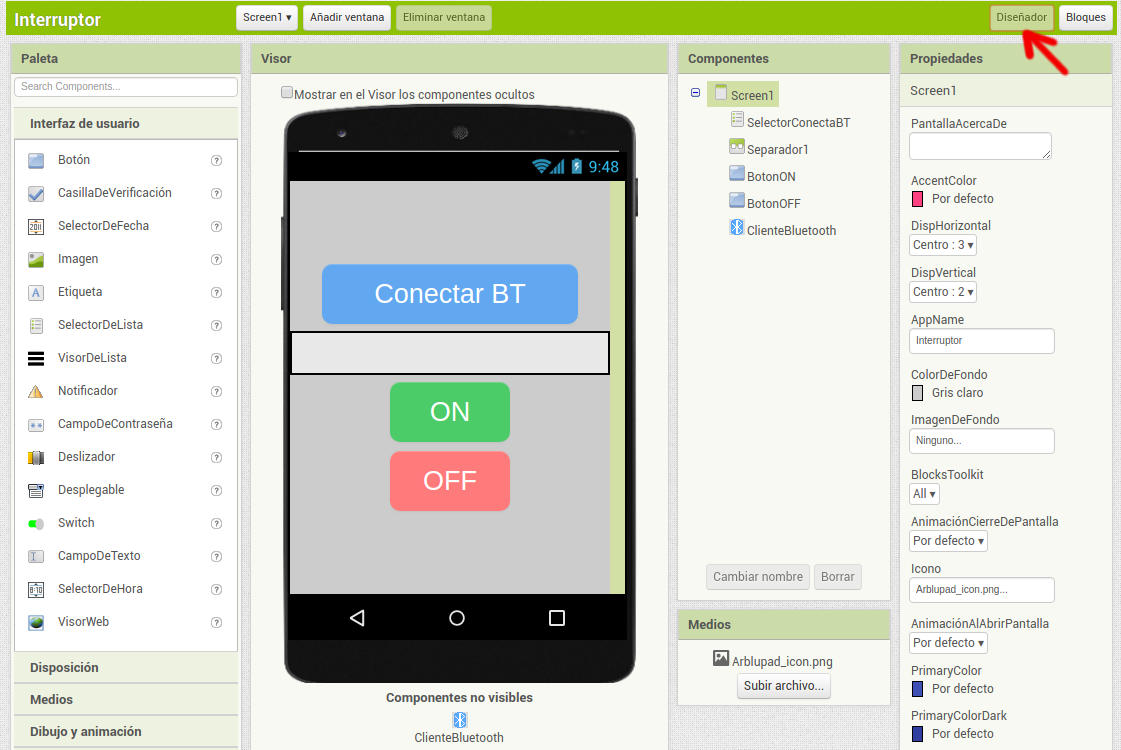 Interruptor
Screen1 ▾
Añadir ventana
Eliminar ventana
Diseñador
Bloques
Paleta
Search Components...
Interfaz de usuario
Botón
CasillaDeVerificación
SelectorDeFecha
Imagen
Etiqueta
SelectorDeLista
VisorDeLista
Notificador
CampoDeContraseña
Deslizador
Desplegable
Switch
CampoDeTexto
SelectorDeHora
VisorWeb
Disposición
Medios
Dibujo y animación
Visor
Mostrar en el Visor los componentes ocultos
9:48
Conectar BT
ON
OFF
Componentes no visibles
ClienteBluetooth
Componentes
Screen1
SelectorConectaBT
Separador1
BotonON
BotonOFF
ClienteBluetooth
Cambiar nombre
Borrar
Medios
Arblupad_icon.png
Subir archivo...
Propiedades
Screen1
PantallaAcercaDe
AccentColor
Por defecto
DispHorizontal
Centro : 3 ▾
DispVertical
Centro : 2 ▾
AppName
Interruptor
ColorDeFondo
Gris claro
ImagenDeFondo
Ninguno...
BlocksToolkit
All ▾
AnimaciónCierreDePantalla
Por defecto ▾
Icono
Arblupad_icon.png...
AnimaciónAlAbrirPantalla
Por defecto ▾
PrimaryColor
Por defecto
PrimaryColorDark
Por defecto